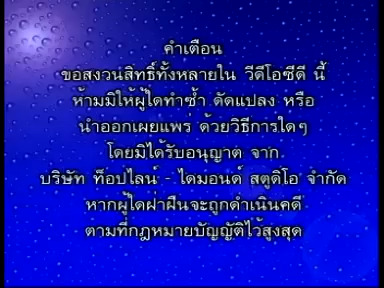 คำเตือน
ขอสงวนสิทธิ์ทั้งหลายใน วีดีโอซีดี นี้
ห้ามมิให้ผู้ใดทำซ้ำ ดัดแปลง หรือ
นำออกเผยแพร่ ด้วยวิธีการใดๆ
โดยมิได้รับอนุญาต จาก
บริษัท ท็อปไลน์ - ไดมอนด์ สตูดิโอ จำกัด
หากผู้ใดฝ่าฝืนจะถูกดำเนินคดี
ตามที่กฎหมายบัญญัติไว้สูงสุด